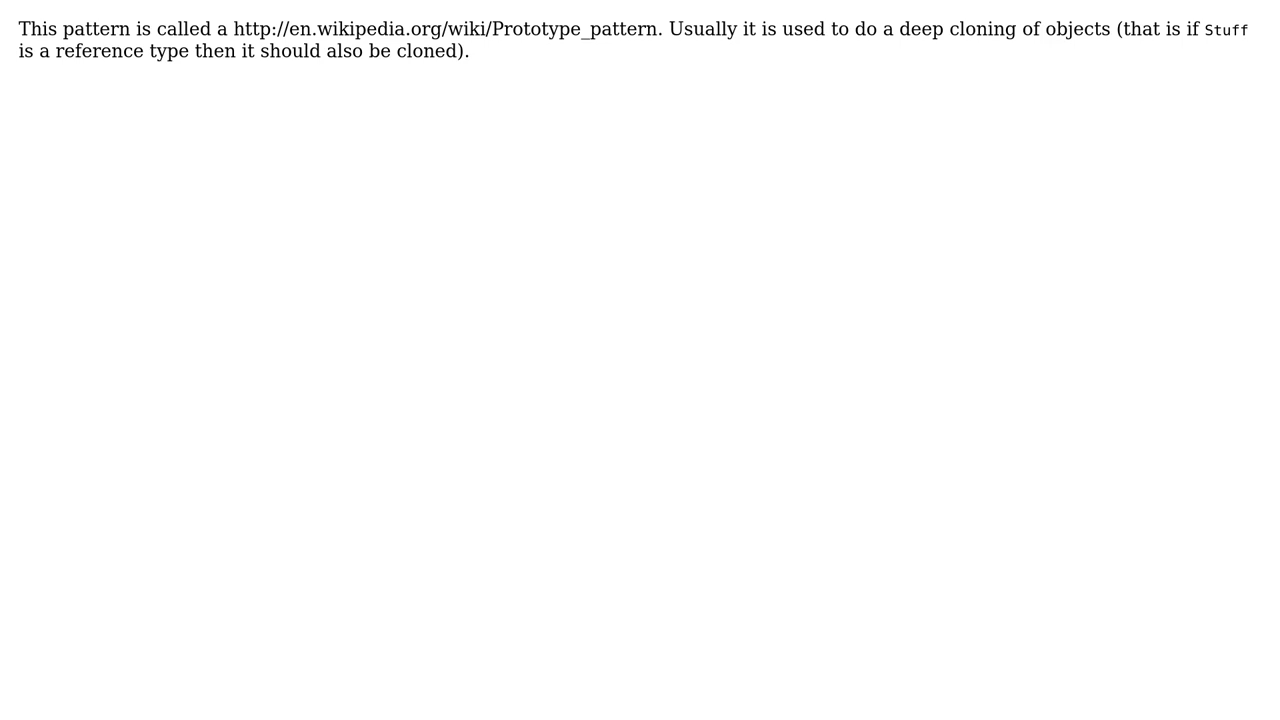 This pattern is called a http://en.wikipedia.org/wiki/Prototype_pattern. Usually it is used to do a deep cloning of objects (that is if Stuff
is a reference type then it should also be cloned).